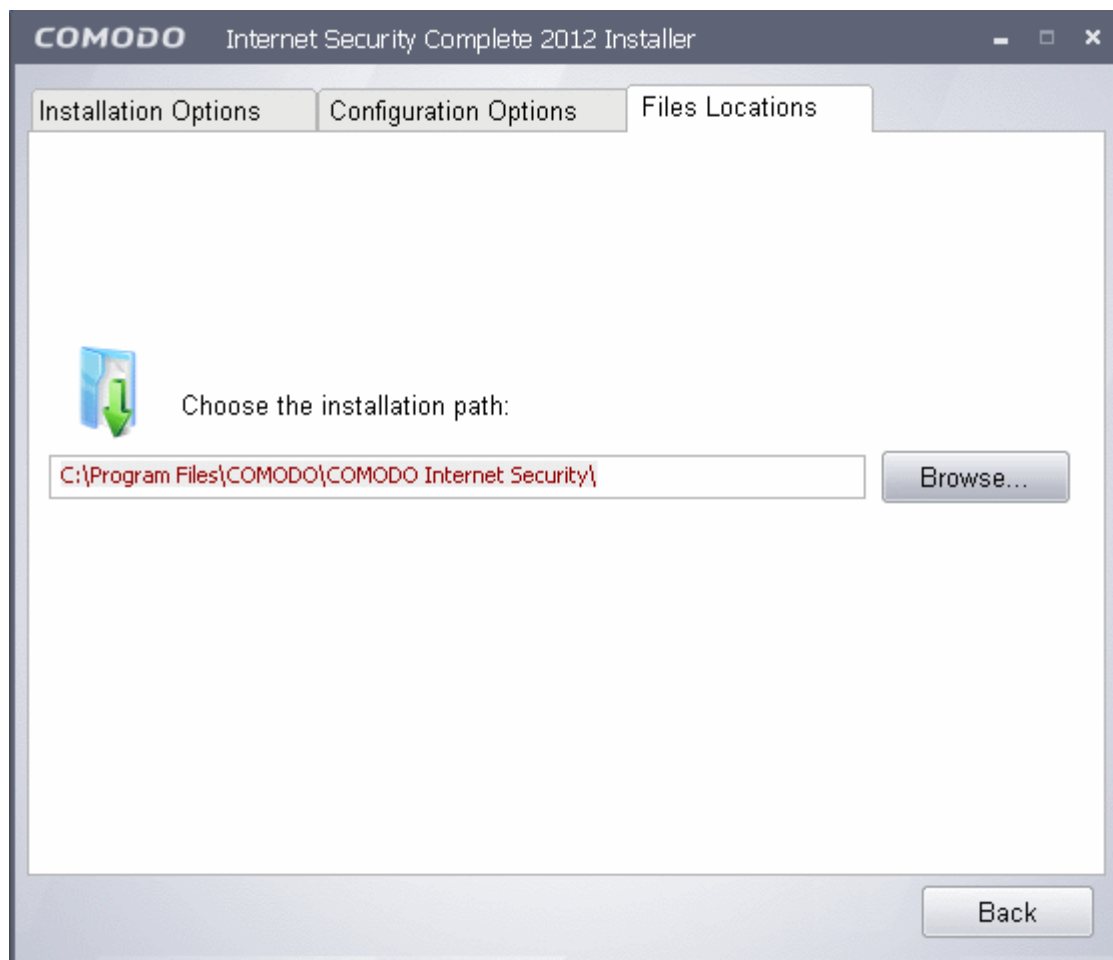 COMODO Internet Security Complete 2012 Installer
Installation Options Configuration Options Files Locations
Choose the installation path:
C:\Program Files\COMODO\COMODO Internet Security\ Browse...
Back